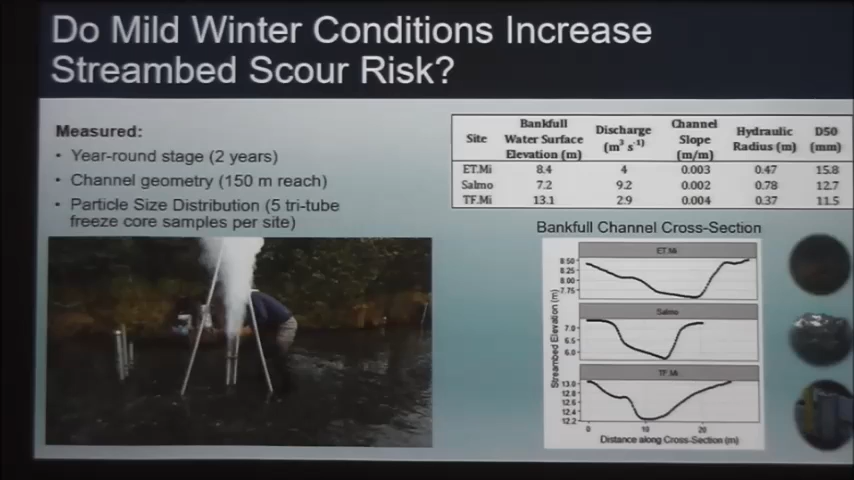 Do Mild Winter Conditions Increase
Streambed Scour Risk?
Measured:
• Year-round stage (2 years)
• Channel geometry (150 m reach)
• Particle Size Distribution (5 tri-tube
freeze core samples per site)
Site Bankfull Water Surface Elevation (m) Discharge (m³ s⁻¹) Channel Slope (m/m) Hydraulic Radius (m) D50 (mm)
ET.Mi 8.4 4 0.003 0.47 15.8
Salmo 7.2 9.2 0.002 0.78 12.7
TF.Mi 13.1 2.9 0.004 0.37 11.5
Bankfull Channel Cross-Section
ET.Mi
8.50
8.25
8.00
7.75
Salmo
7.0
6.5
6.0
TF.Mi
13.0
12.8
12.6
12.4
12.2
Streambed Elevation (m)
0 10 20
Distance along Cross-Section (m)